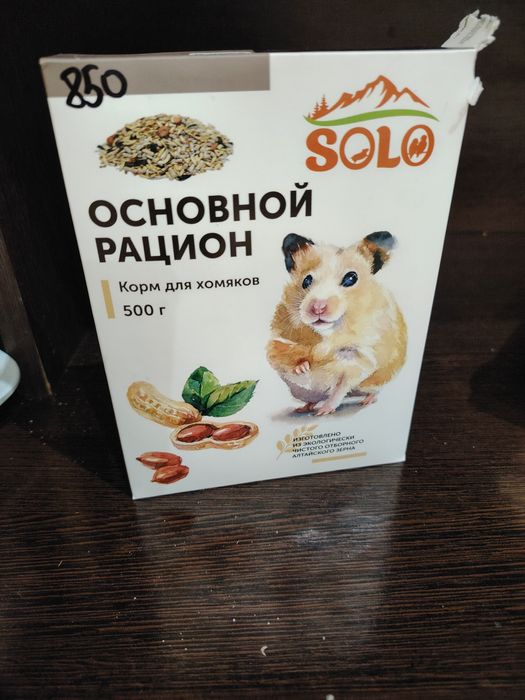 850
SOLO
ОСНОВНОЙ
РАЦИОН
Корм для хомяков
500 г
ИЗГОТОВЛЕНО
ИЗ ЭКОЛОГИЧЕСКИ
ЧИСТОГО ОТБОРНОГО
АЛТАЙСКОГО ЗЕРНА